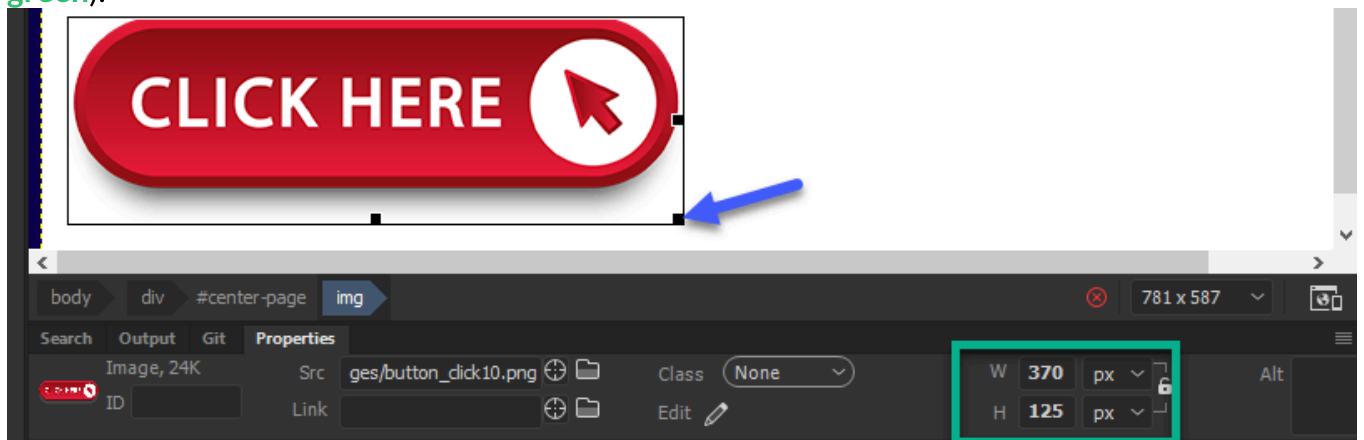 green):
CLICK HERE
body div #center-page img 781 x 587
Search Output Git Properties
Image, 24K Src ges/button_click10.png Class None W 370 px Alt
ID Link Edit H 125 px